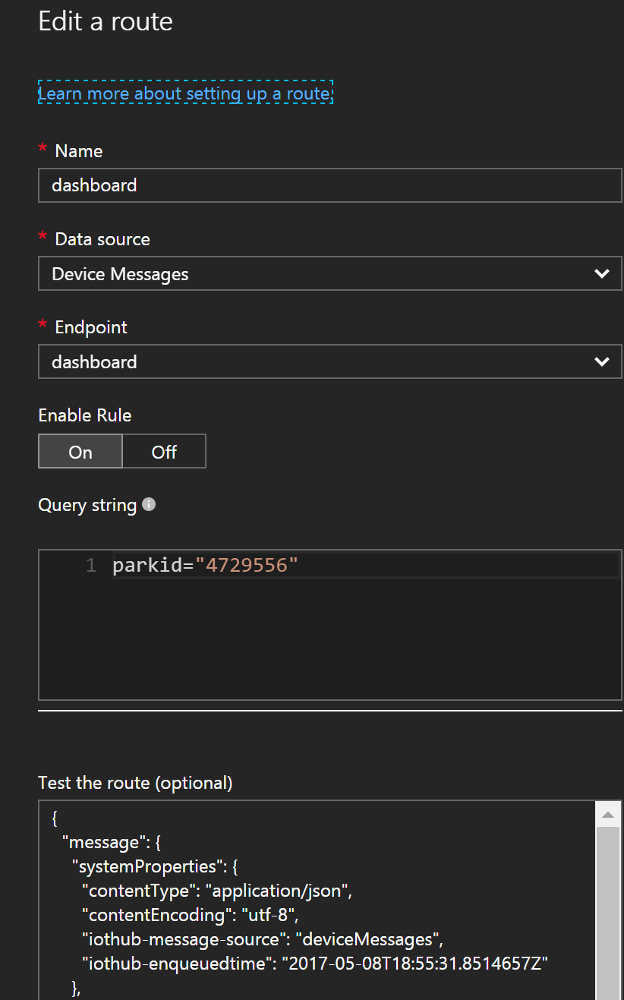 Edit a route
Learn more about setting up a route.
* Name
dashboard
* Data source
Device Messages
* Endpoint
dashboard
Enable Rule
On Off
Query string
1 parkid="4729556"
Test the route (optional)
{
"message": {
"systemProperties": {
"contentType": "application/json",
"contentEncoding": "utf-8",
"iothub-message-source": "deviceMessages",
"iothub-enqueuedtime": "2017-05-08T18:55:31.8514657Z"
},